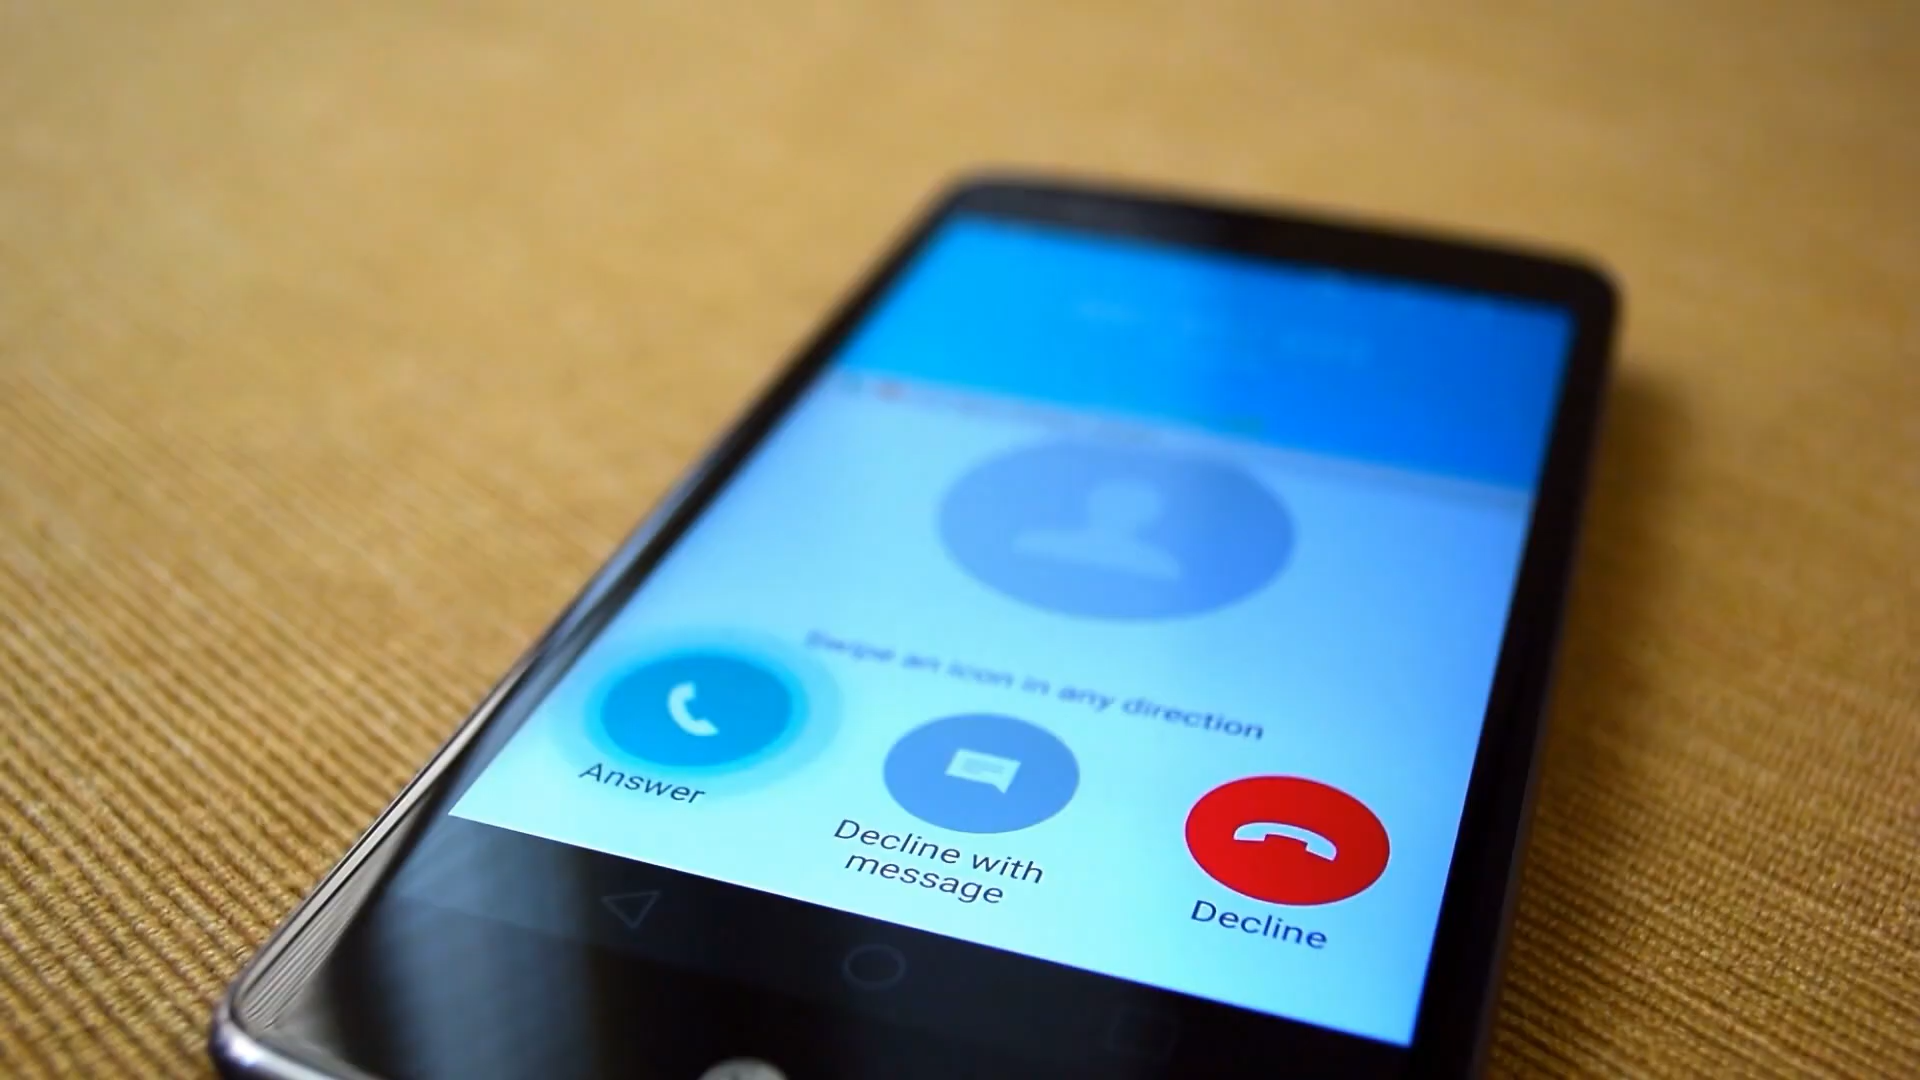 Swipe an icon in any direction
Answer
Decline with
message
Decline